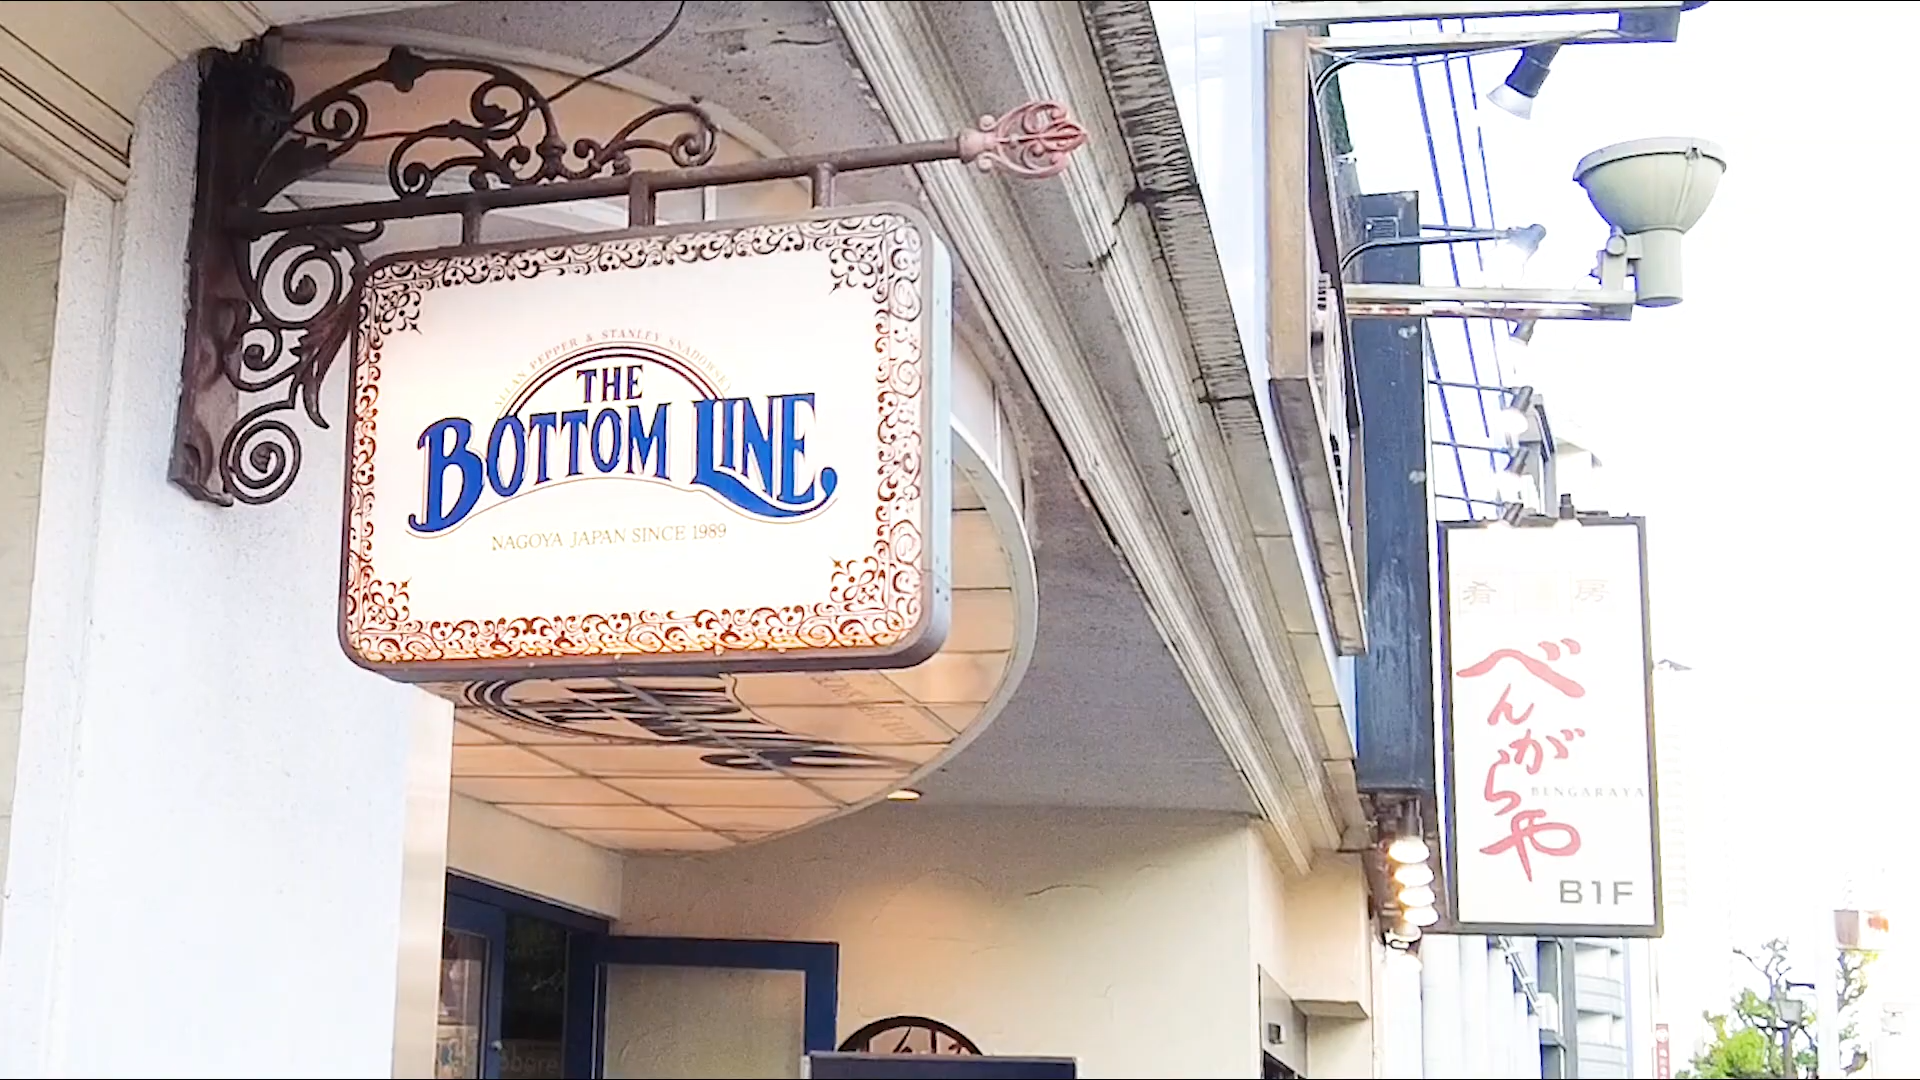 ALLAN PEPPER & STANLEY SNADOWSKY
THE
BOTTOM LINE
NAGOYA JAPAN SINCE 1989
房
べんがらや
BENGARAYA
B1F